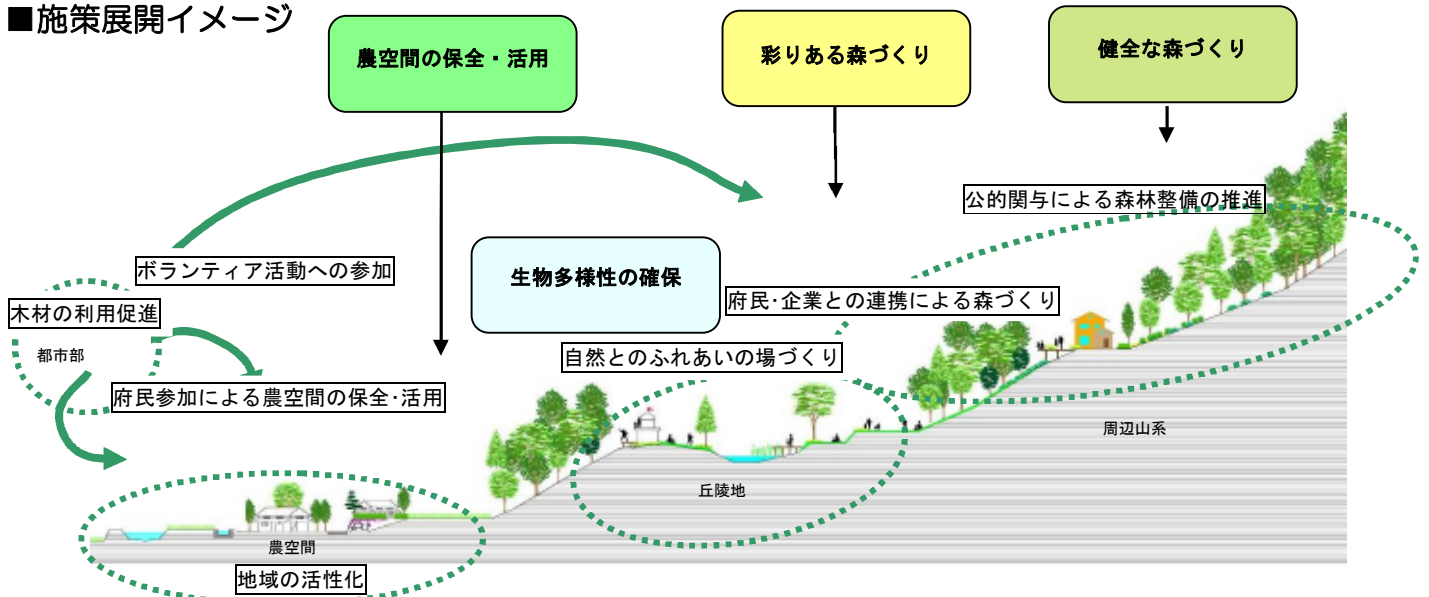 ■施策展開イメージ
農空間の保全・活用
彩りある森づくり
健全な森づくり
公的関与による森林整備の推進
ボランティア活動への参加
生物多様性の確保
府民・企業との連携による森づくり
木材の利用促進
都市部
自然とのふれあいの場づくり
府民参加による農空間の保全・活用
周辺山系
丘陵地
農空間
地域の活性化